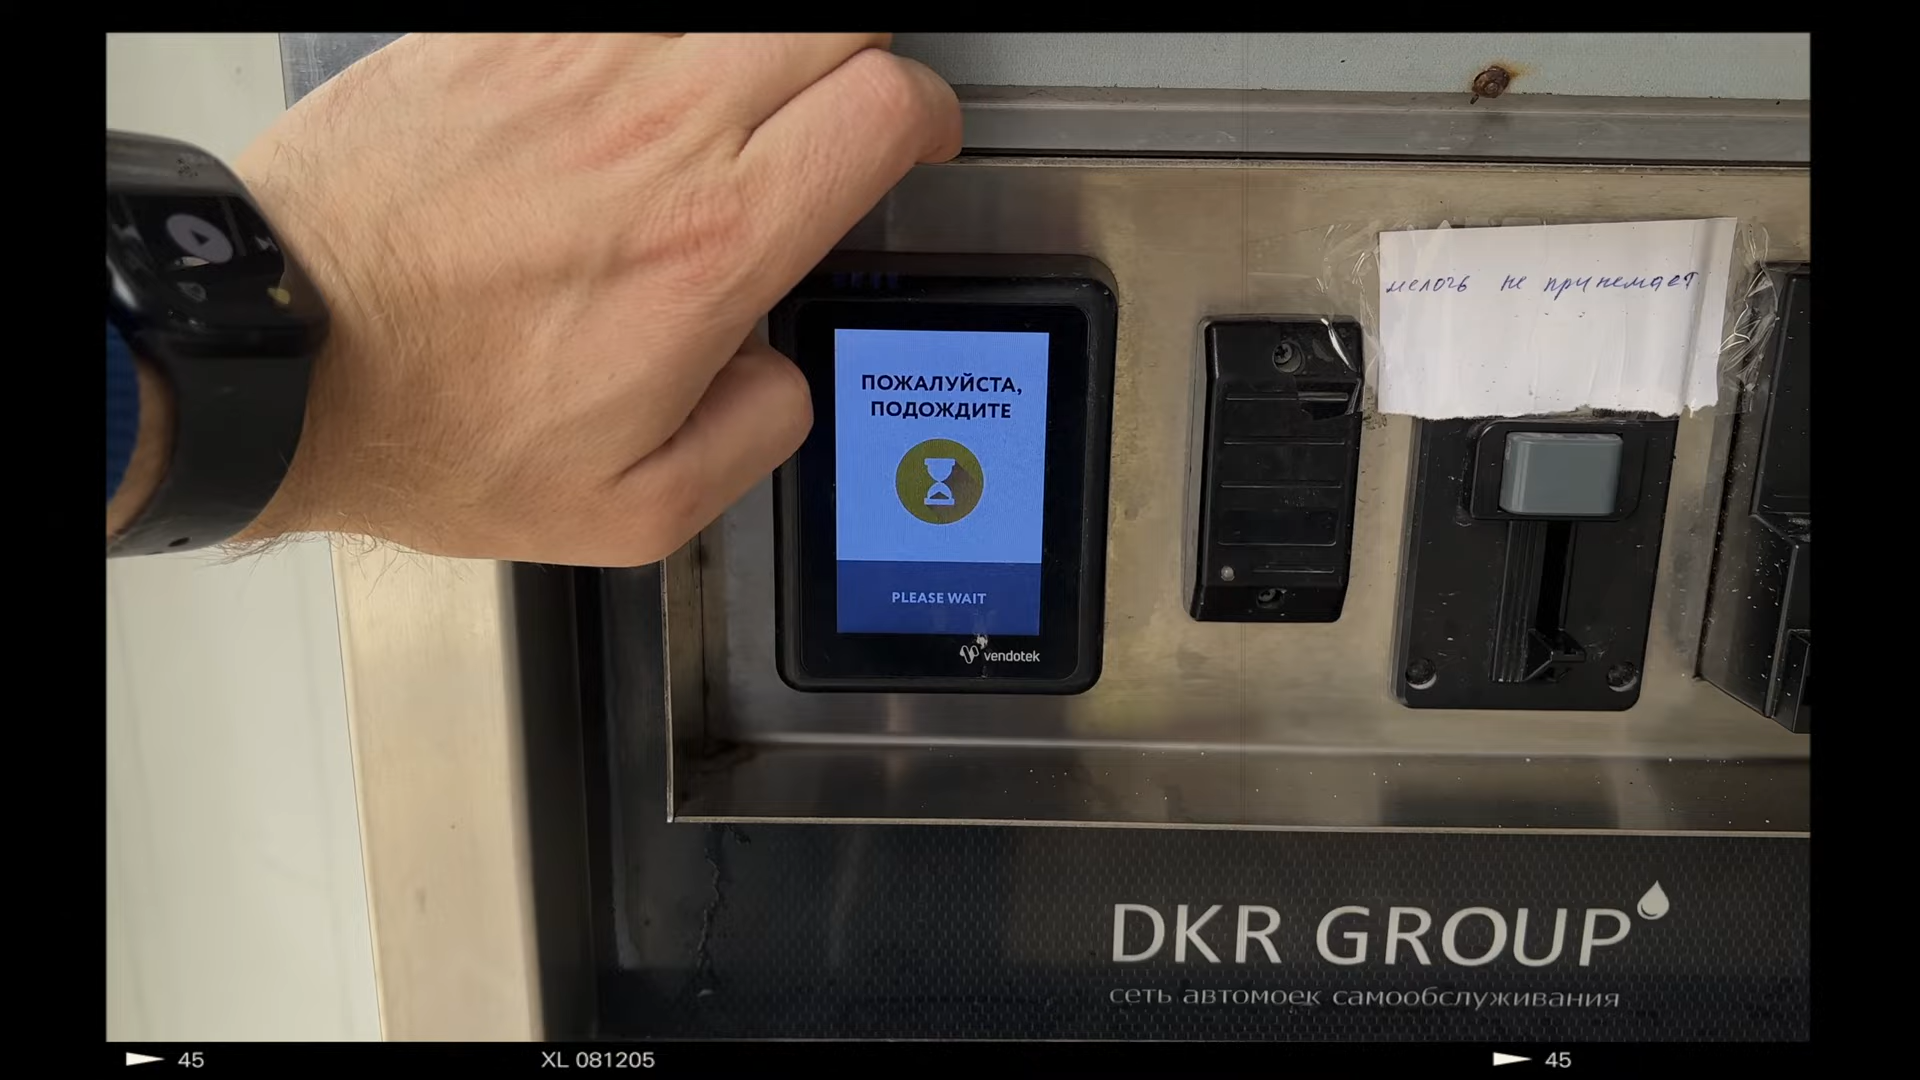 мелочь не принемает
ПОЖАЛУЙСТА,
ПОДОЖДИТЕ
PLEASE WAIT
vendotek
DKR GROUP
сеть автомоек самообслуживания
45
XL 081205
45